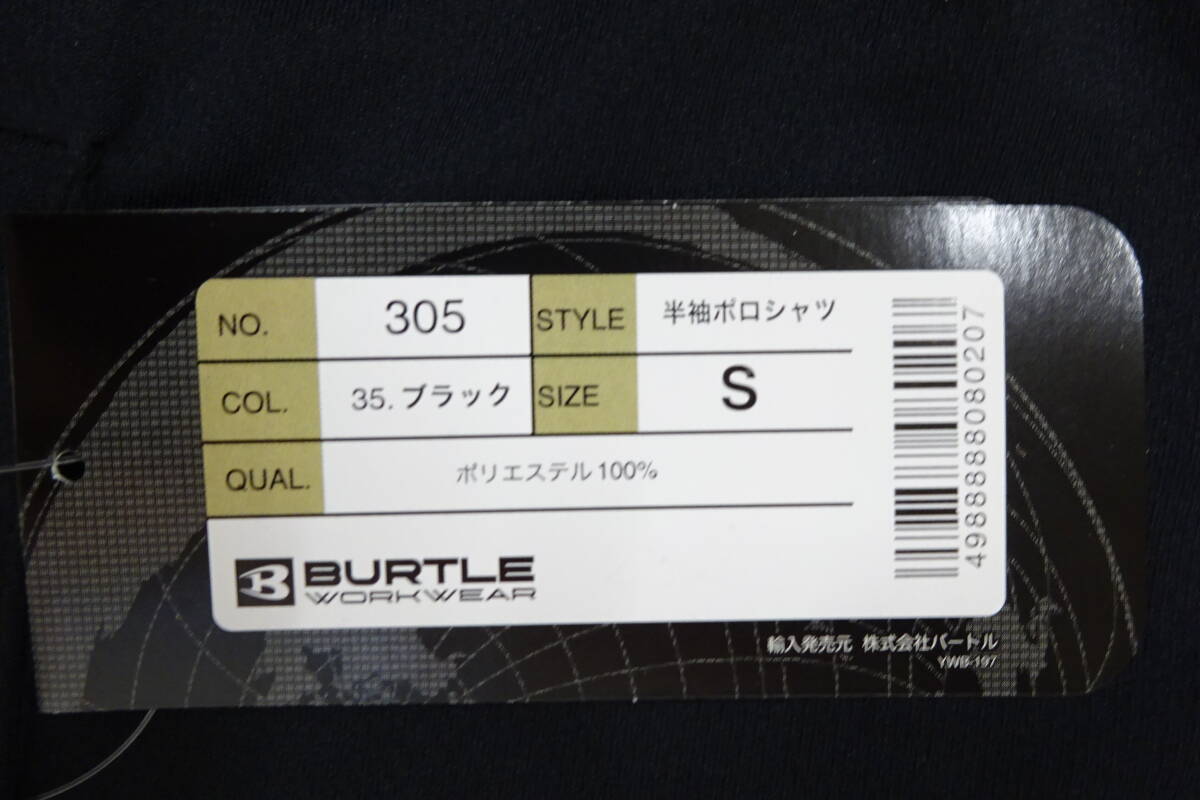 NO. 305 STYLE 半袖ポロシャツ
COL. 35.ブラック SIZE S
QUAL. ポリエステル100%
BURTLE
WORKWEAR
4988888080207
輸入発売元 株式会社バートル
YWB-197